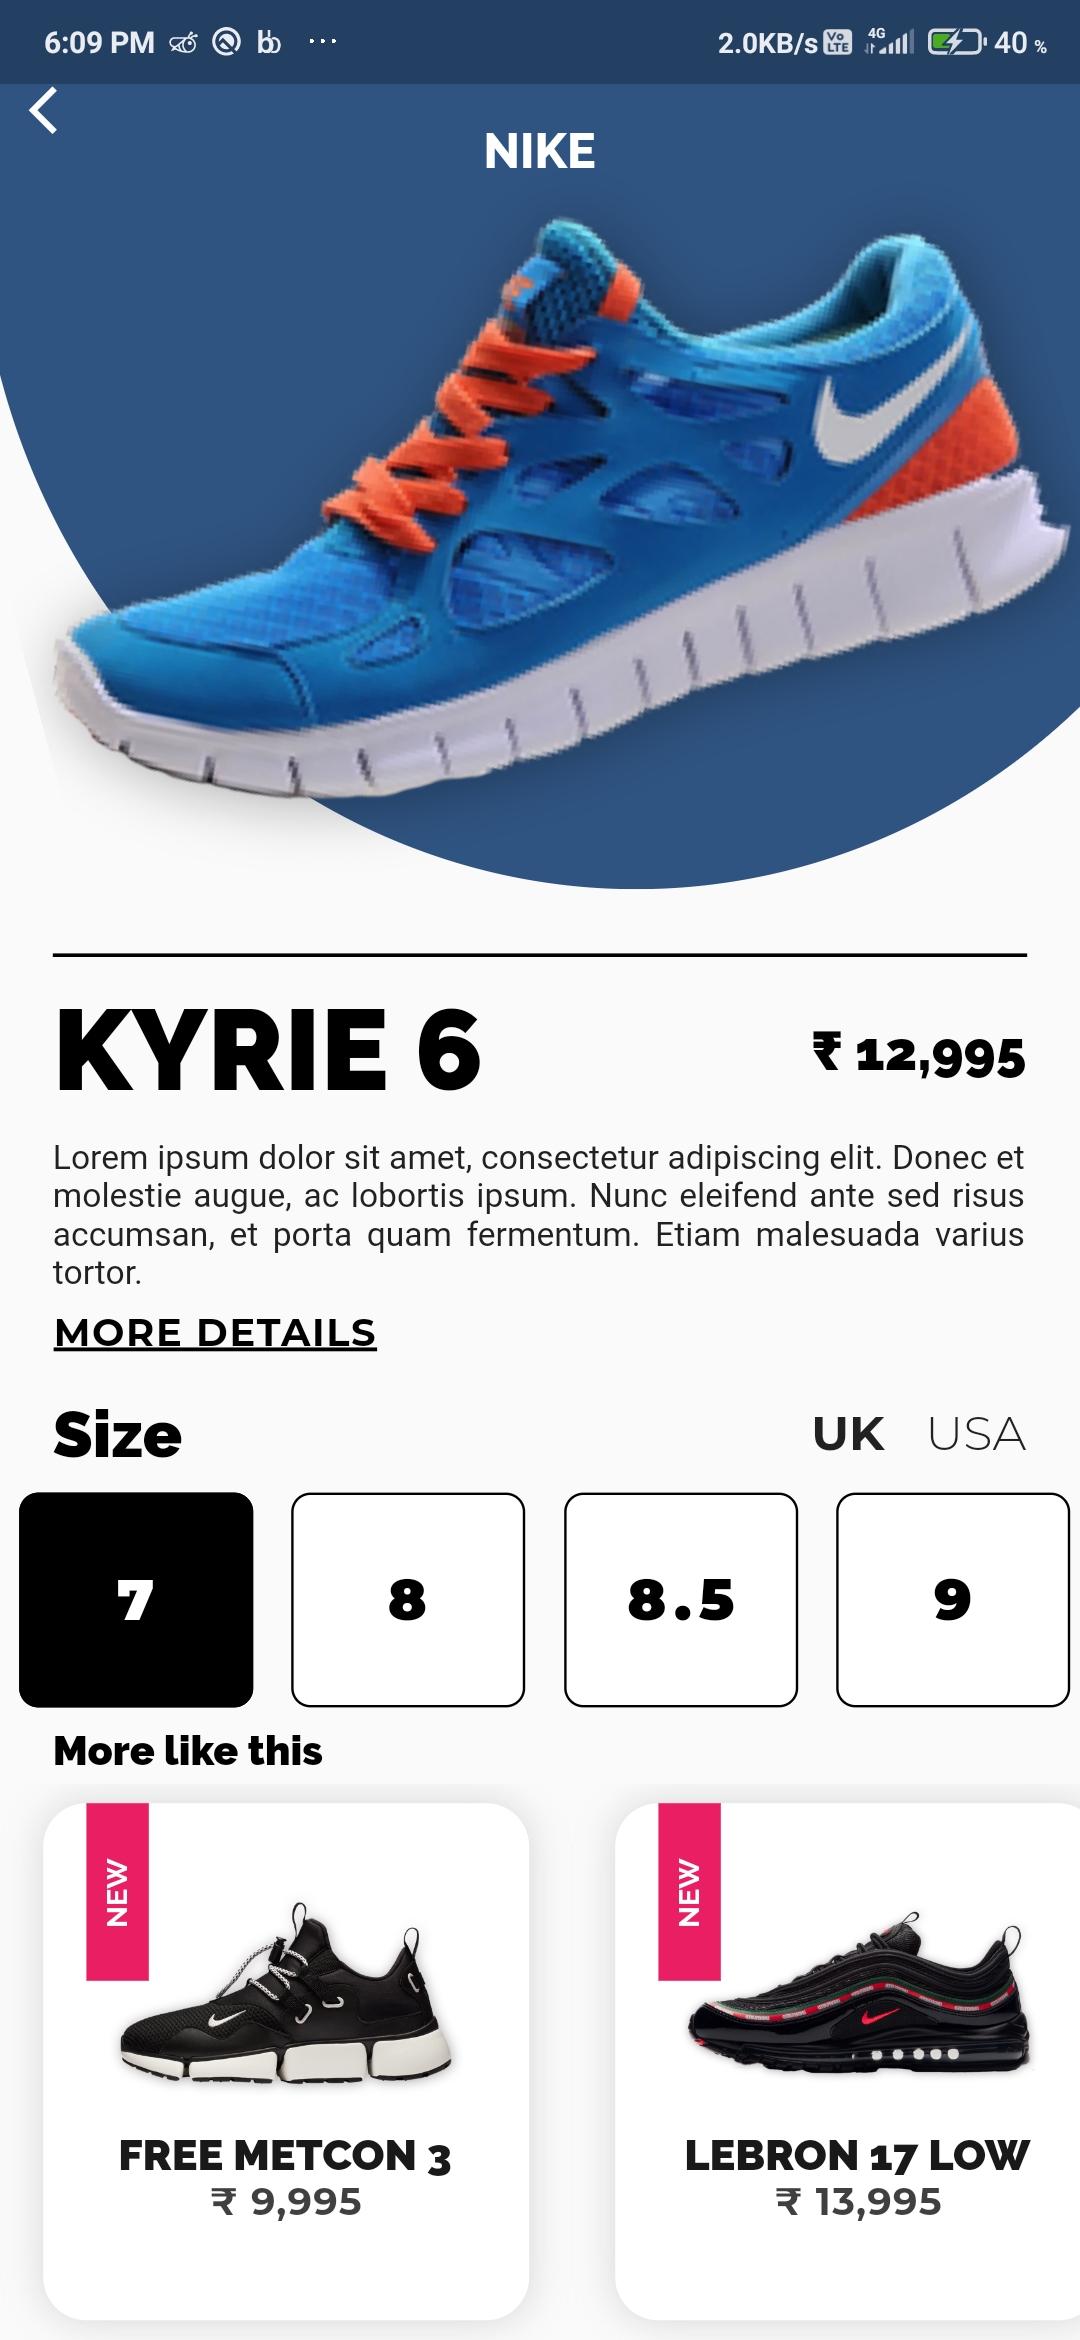 6:09 PM bb ... 2.0KB/s Vo LTE 4G 40 %
NIKE
KYRIE 6
₹ 12,995
Lorem ipsum dolor sit amet, consectetur adipiscing elit. Donec et
molestie augue, ac lobortis ipsum. Nunc eleifend ante sed risus
accumsan, et porta quam fermentum. Etiam malesuada varius
tortor.
MORE DETAILS
Size
UK USA
7 8 8.5 9
More like this
NEW
NEW
FREE METCON 3
₹ 9,995
LEBRON 17 LOW
₹ 13,995